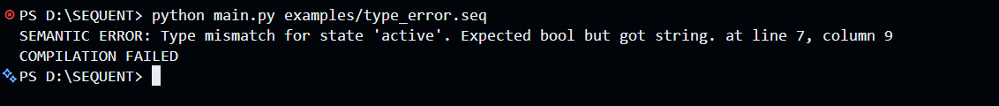 PS D:\SEQUENT> python main.py examples/type_error.seq
SEMANTIC ERROR: Type mismatch for state 'active'. Expected bool but got string. at line 7, column 9
COMPILATION FAILED
PS D:\SEQUENT>